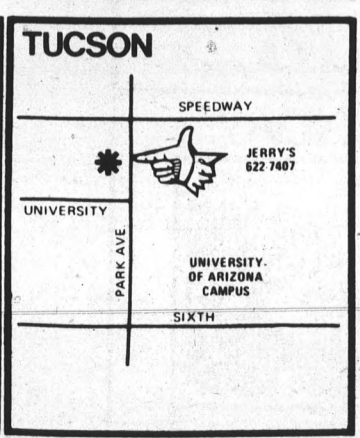 TUCSON
SPEEDWAY
JERRY'S
622-7407
UNIVERSITY
PARK AVE.
UNIVERSITY
OF ARIZONA
CAMPUS
SIXTH